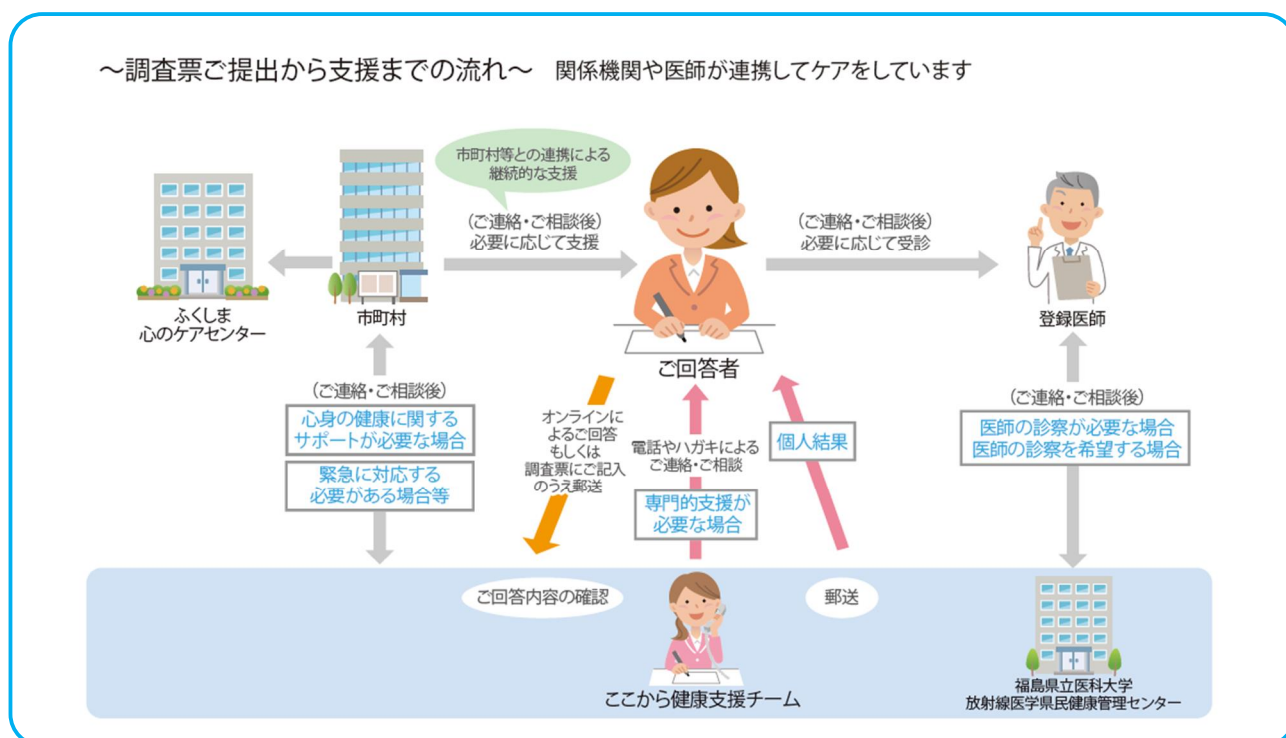 ～調査票ご提出から支援までの流れ～ 関係機関や医師が連携してケアをしています
市町村等との連携による
継続的な支援
(ご連絡・ご相談後)
必要に応じて支援
(ご連絡・ご相談後)
必要に応じて受診
ふくしま
心のケアセンター
市町村
ご回答者
登録医師
(ご連絡・ご相談後)
心身の健康に関する
サポートが必要な場合
緊急に対応する
必要がある場合等
オンラインに
よるご回答
もしくは
調査票にご記入
のうえ郵送
電話やハガキによる
ご連絡・ご相談
専門的支援が
必要な場合
個人結果
(ご連絡・ご相談後)
医師の診察が必要な場合
医師の診察を希望する場合
ご回答内容の確認
郵送
ここから健康支援チーム
福島県立医科大学
放射線医学県民健康管理センター